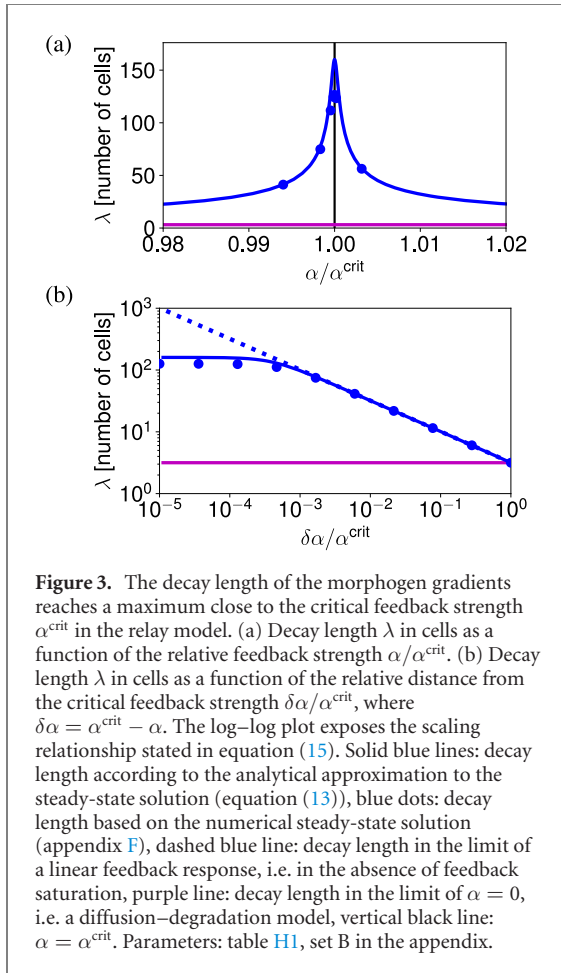 (a)
150
100
50
0
λ [number of cells]
0.98 0.99 1.00 1.01 1.02
α/α^crit
(b)
10^3
10^2
10^1
10^0
λ [number of cells]
10^−5 10^−4 10^−3 10^−2 10^−1 10^0
δα/α^crit
Figure 3. The decay length of the morphogen gradients
reaches a maximum close to the critical feedback strength
α^crit in the relay model. (a) Decay length λ in cells as a
function of the relative feedback strength α/α^crit. (b) Decay
length λ in cells as a function of the relative distance from
the critical feedback strength δα/α^crit, where
δα = α^crit − α. The log–log plot exposes the scaling
relationship stated in equation (15). Solid blue lines: decay
length according to the analytical approximation to the
steady-state solution (equation (13)), blue dots: decay
length based on the numerical steady-state solution
(appendix F), dashed blue line: decay length in the limit of
a linear feedback response, i.e. in the absence of feedback
saturation, purple line: decay length in the limit of α = 0,
i.e. a diffusion–degradation model, vertical black line:
α = α^crit. Parameters: table H1, set B in the appendix.